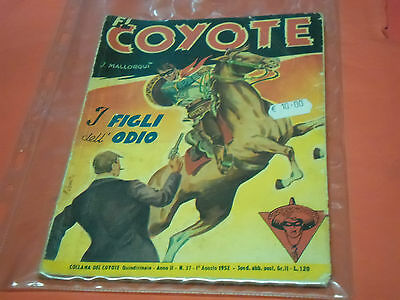 EL
COYOTE
J. MALLORQUÍ
€ 10.00
I FIGLI
dell'ODIO
COLLANA DEL COYOTE Quindicinale - Anno II - N. 37 - 1° Agosto 1952 - Sped. abb. post. Gr. II - L. 120